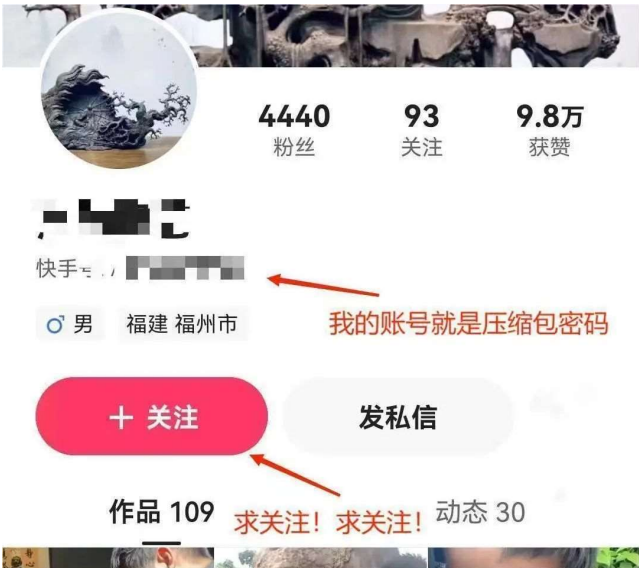 4440 93 9.8万
粉丝 关注 获赞
快手号
我的账号就是压缩包密码
男 福建 福州市
+ 关注 发私信
作品 109 求关注！求关注！ 动态 30